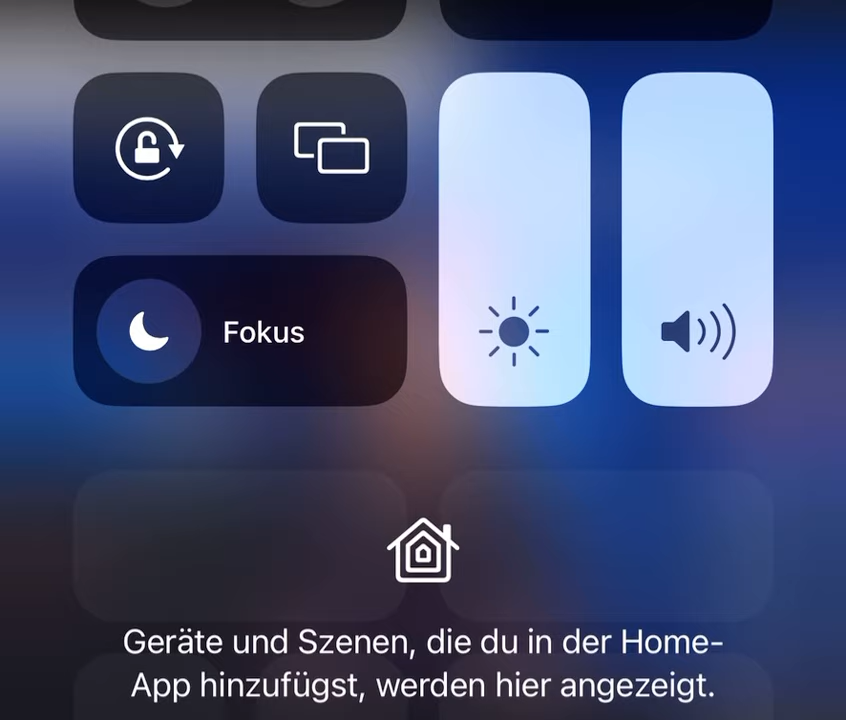 Fokus
Geräte und Szenen, die du in der Home-
App hinzufügst, werden hier angezeigt.